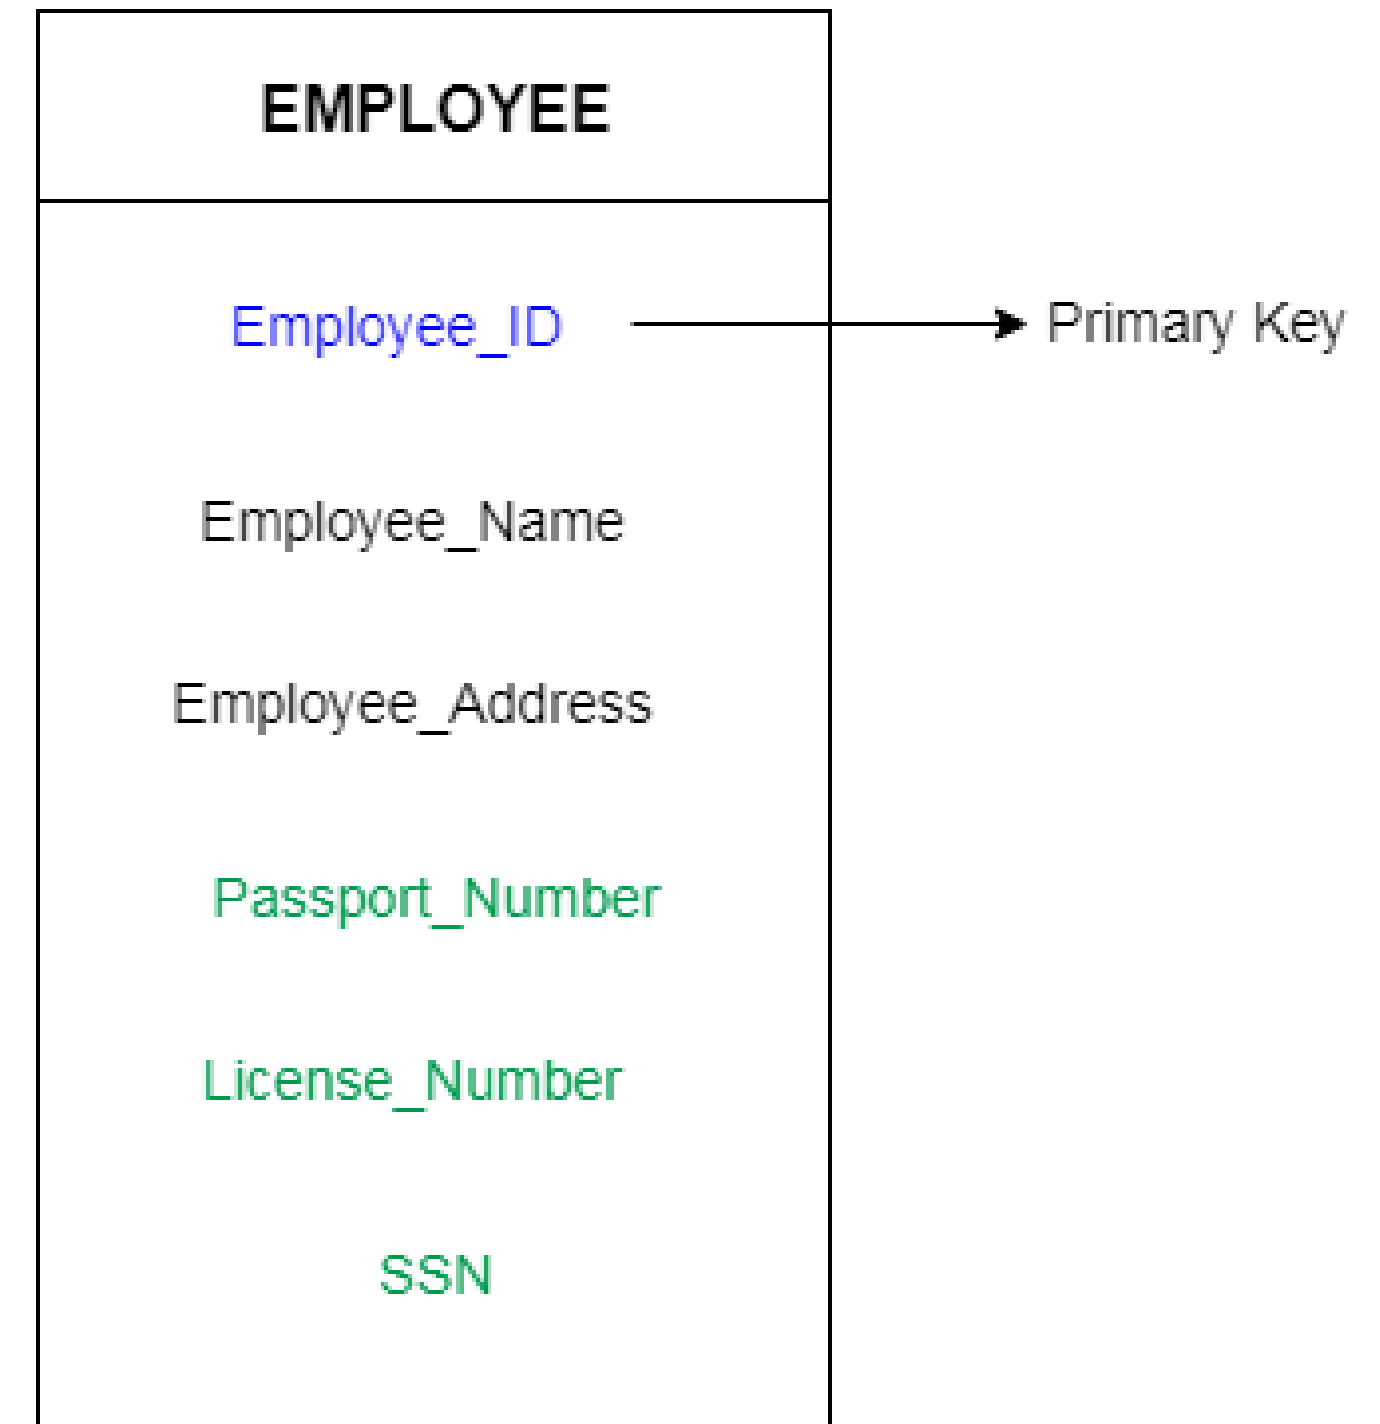 EMPLOYEE
Employee_ID Primary Key
Employee_Name
Employee_Address
Passport_Number
License_Number
SSN